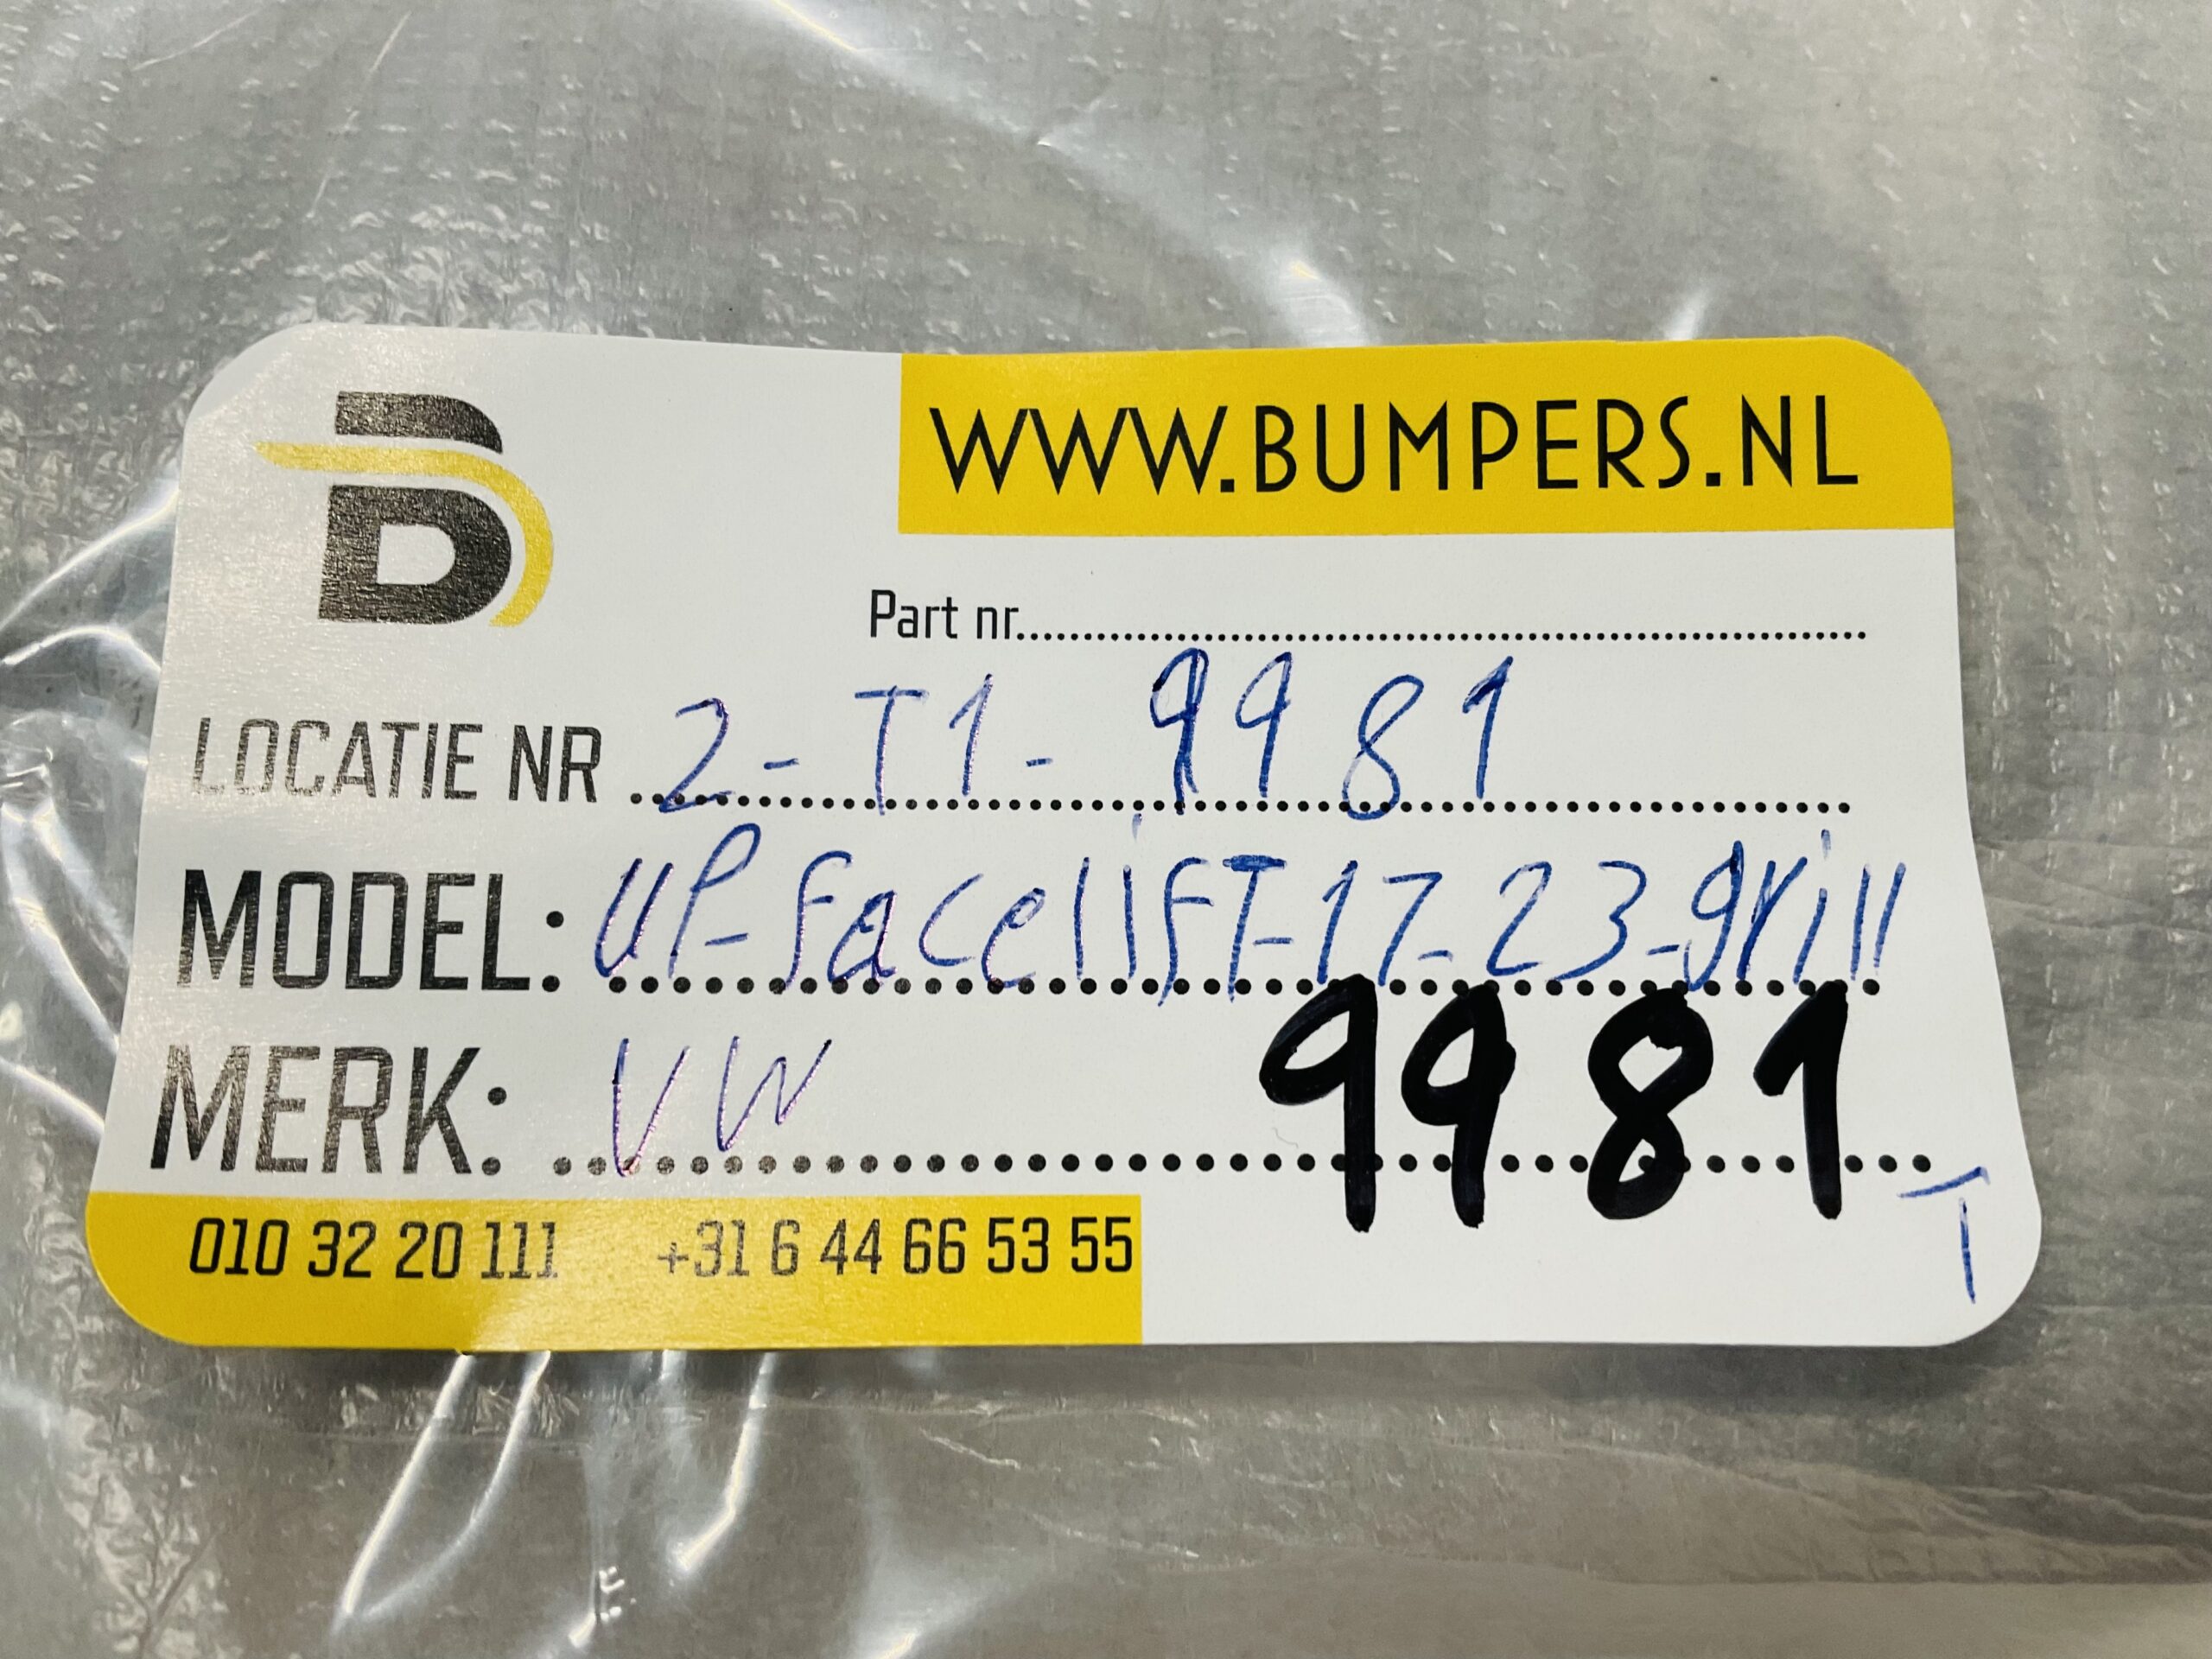 B
WWW.BUMPERS.NL
Part nr.........
LOCATIE NR 2-T1-9981
MODEL: UP-facelift-17-23-grill
MERK: VW 9981
T
010 32 20 111 +31 6 44 66 53 55